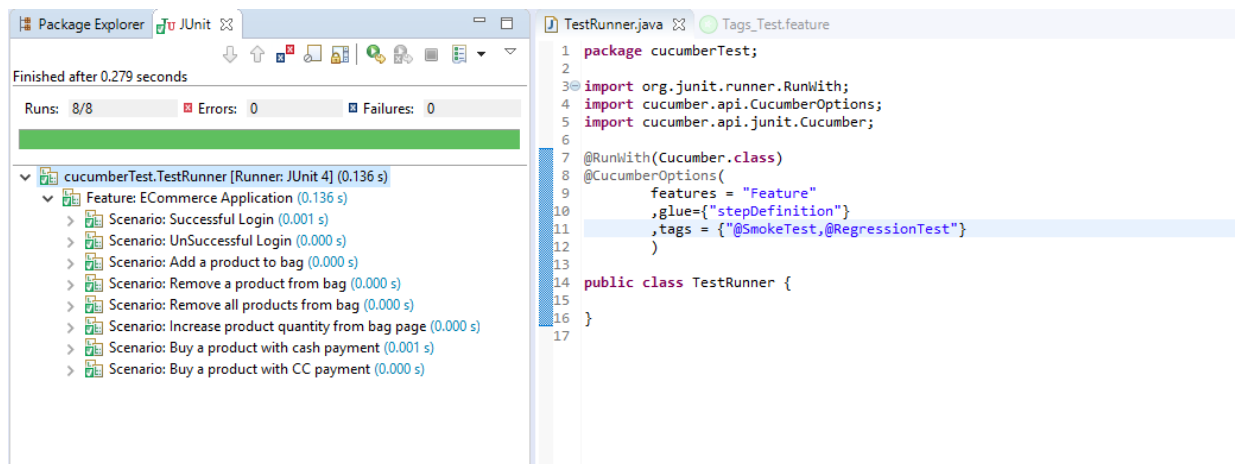 Package Explorer JUnit
Finished after 0.279 seconds
Runs: 8/8 Errors: 0 Failures: 0
cucumberTest.TestRunner [Runner: JUnit 4] (0.136 s)
Feature: ECommerce Application (0.136 s)
Scenario: Successful Login (0.001 s)
Scenario: UnSuccessful Login (0.000 s)
Scenario: Add a product to bag (0.000 s)
Scenario: Remove a product from bag (0.000 s)
Scenario: Remove all products from bag (0.000 s)
Scenario: Increase product quantity from bag page (0.000 s)
Scenario: Buy a product with cash payment (0.001 s)
Scenario: Buy a product with CC payment (0.000 s)
TestRunner.java Tags_Test.feature
1 package cucumberTest;
2
3 import org.junit.runner.RunWith;
4 import cucumber.api.CucumberOptions;
5 import cucumber.api.junit.Cucumber;
6
7 @RunWith(Cucumber.class)
8 @CucumberOptions(
9 features = "Feature"
10 ,glue={"stepDefinition"}
11 ,tags = {"@SmokeTest,@RegressionTest"}
12 )
13
14 public class TestRunner {
15
16 }
17